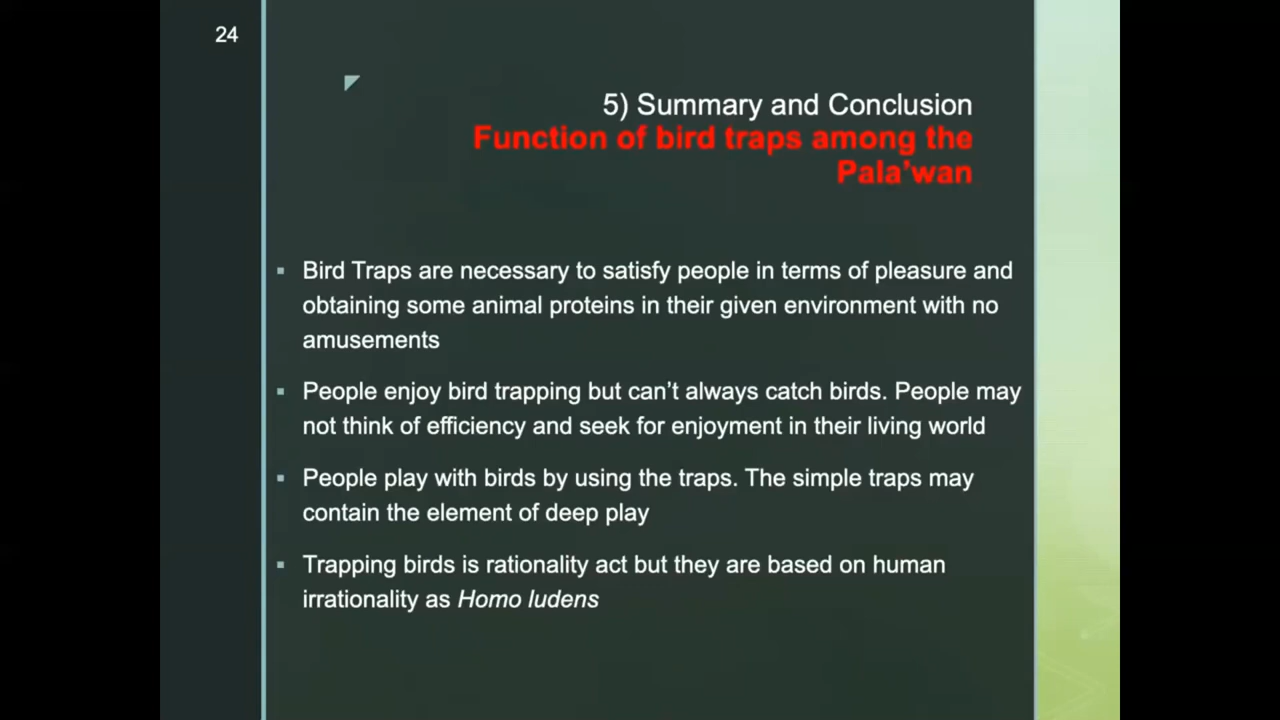 24
5) Summary and Conclusion
Function of bird traps among the
Pala’wan
▪ Bird Traps are necessary to satisfy people in terms of pleasure and
obtaining some animal proteins in their given environment with no
amusements
▪ People enjoy bird trapping but can’t always catch birds. People may
not think of efficiency and seek for enjoyment in their living world
▪ People play with birds by using the traps. The simple traps may
contain the element of deep play
▪ Trapping birds is rationality act but they are based on human
irrationality as Homo ludens